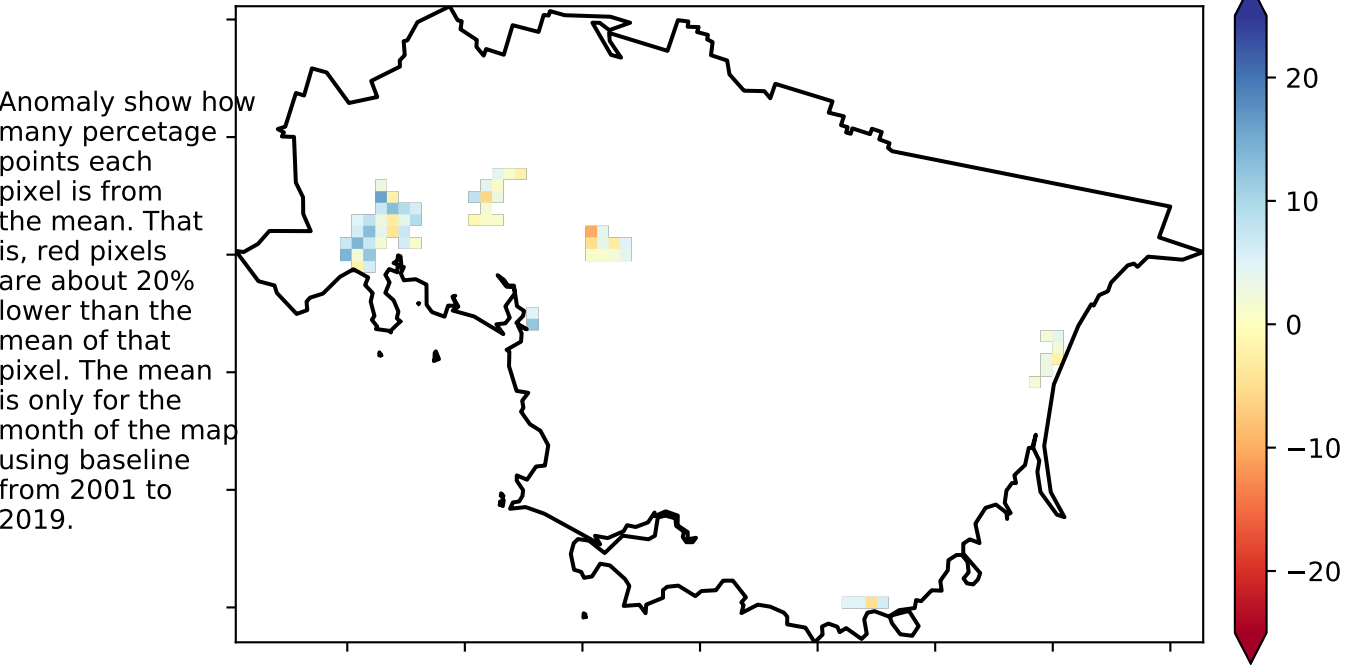 Anomaly show how
many percetage
points each
pixel is from
the mean. That
is, red pixels
are about 20%
lower than the
mean of that
pixel. The mean
is only for the
month of the map
using baseline
from 2001 to
2019.
20
10
0
−10
−20